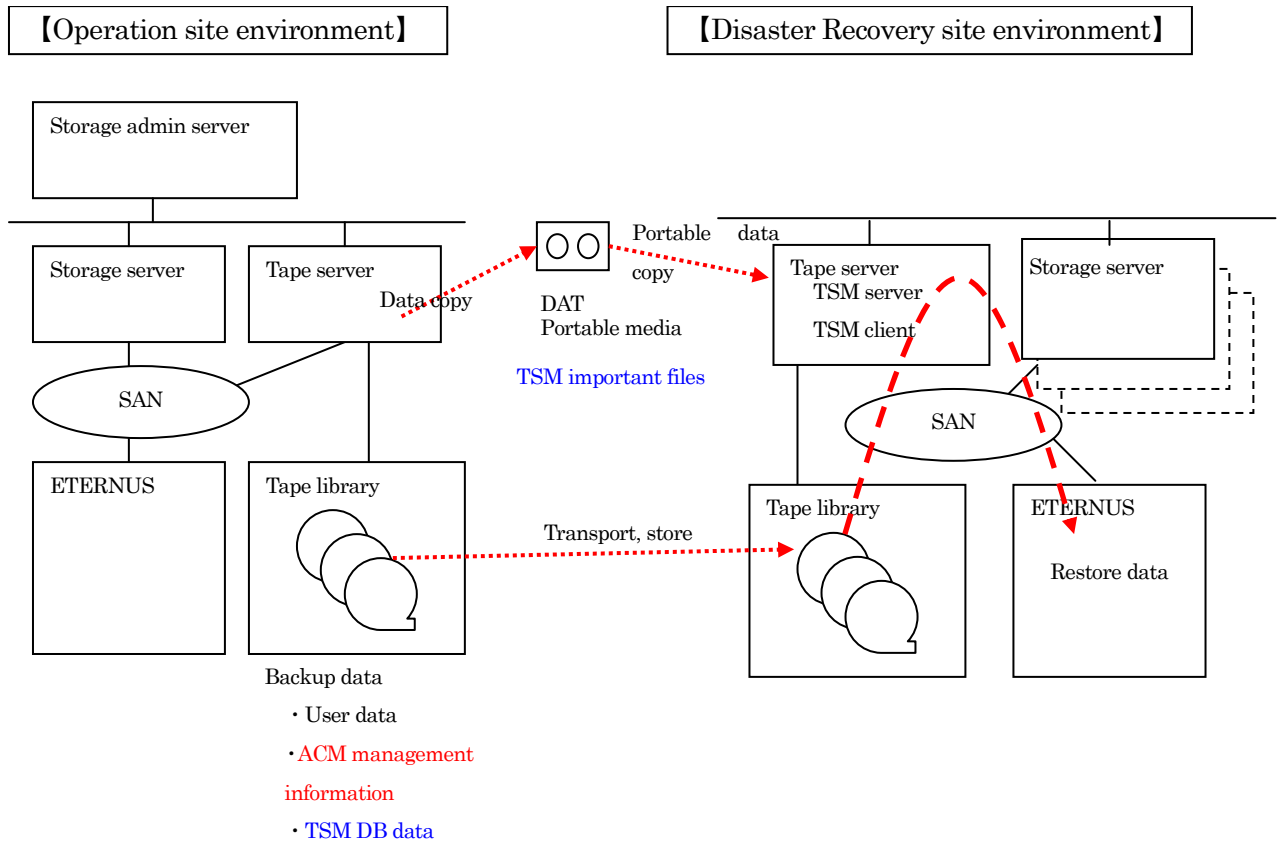 【Operation site environment】
【Disaster Recovery site environment】
Storage admin server
Storage server
Tape server
Data copy
DAT
Portable media
TSM important files
Portable data
copy
Tape server
TSM server
TSM client
Storage server
SAN
SAN
ETERNUS
Tape library
Transport, store
Tape library
ETERNUS
Restore data
Backup data
・User data
・ACM management
information
・TSM DB data